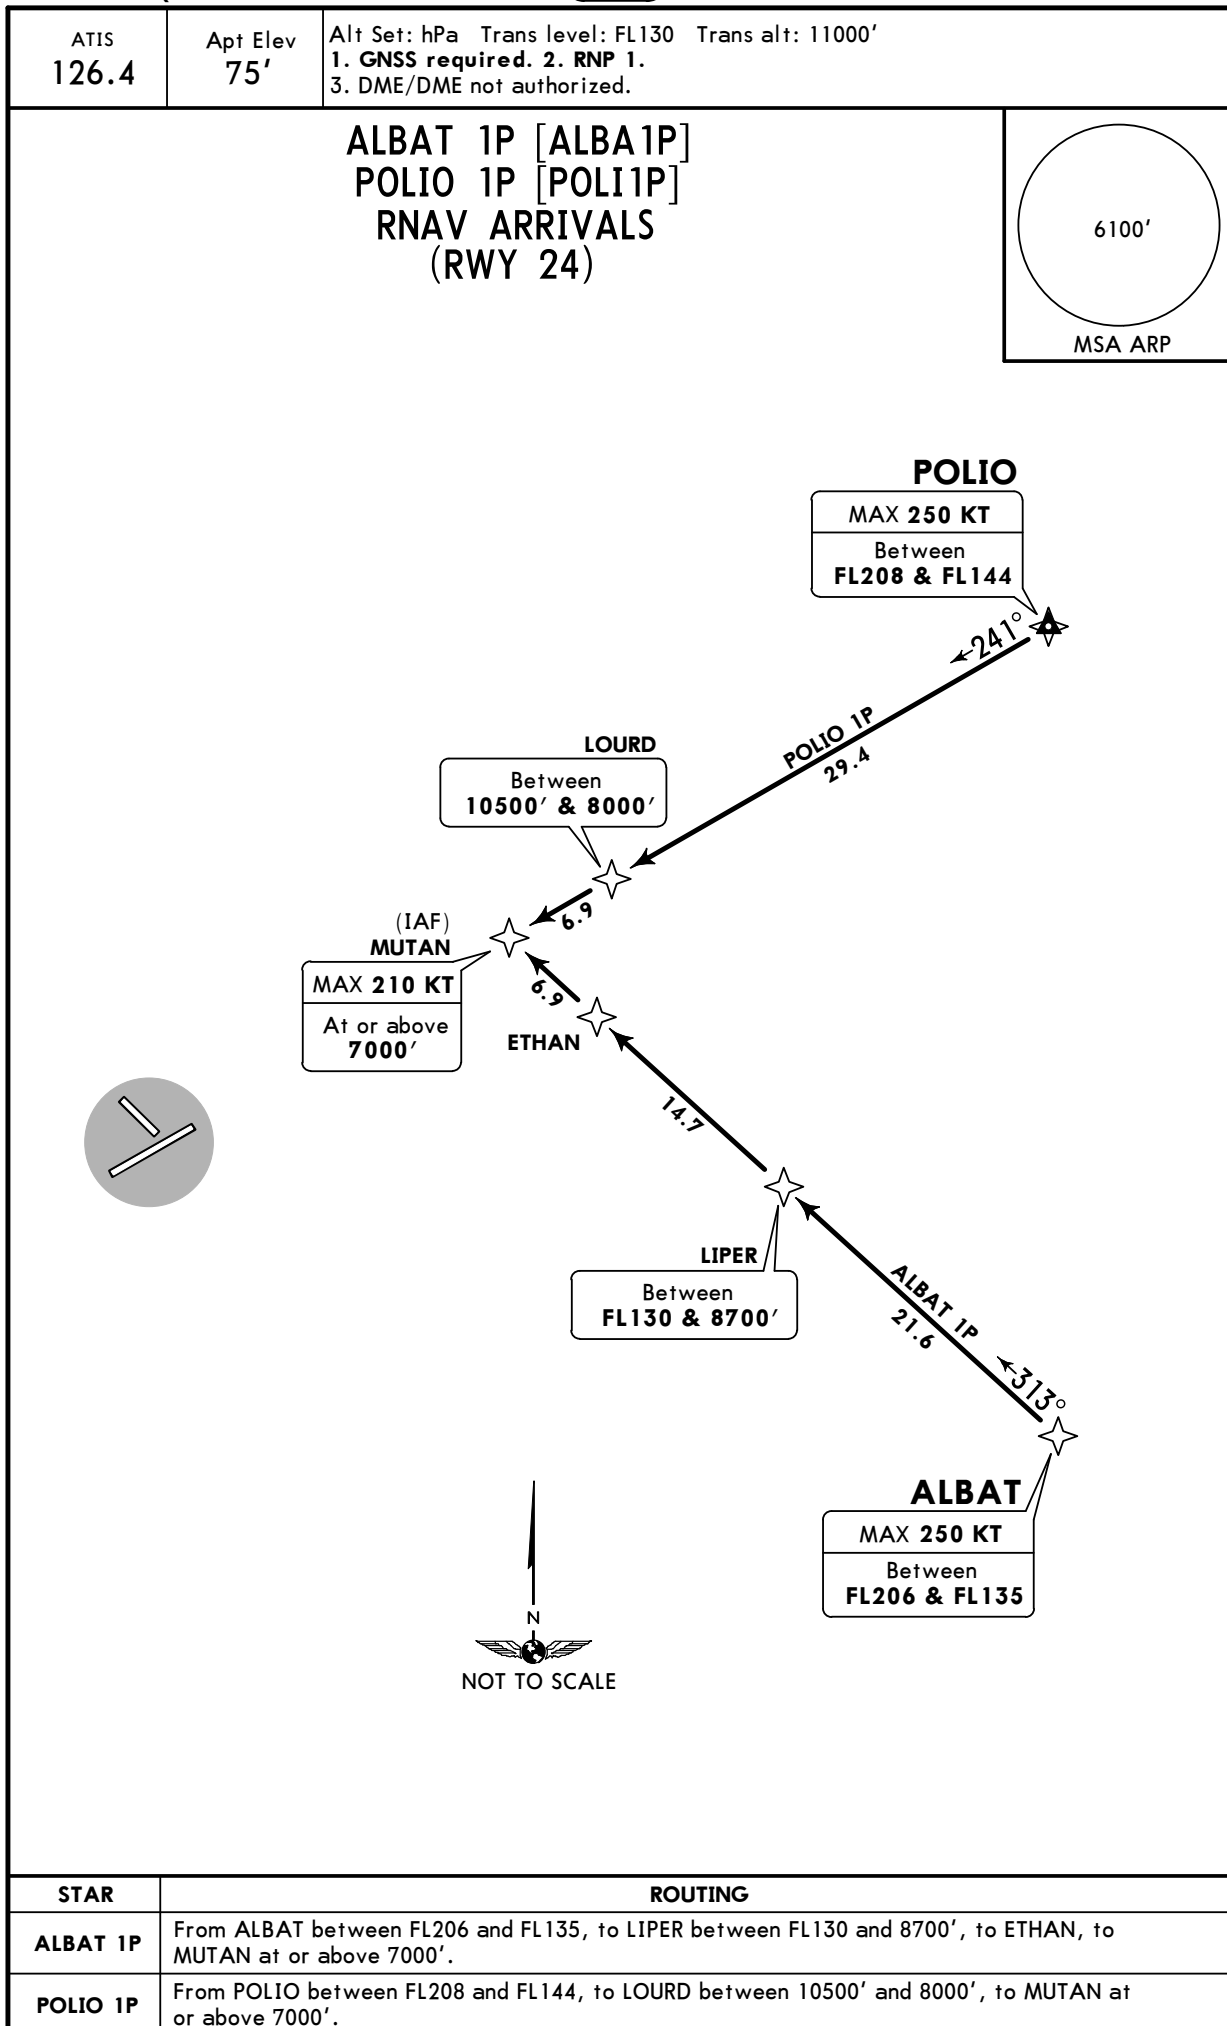 ATIS
126.4
Apt Elev
75'
Alt Set: hPa Trans level: FL130 Trans alt: 11000'
1. GNSS required. 2. RNP 1.
3. DME/DME not authorized.
ALBAT 1P [ALBA1P]
POLIO 1P [POLI1P]
RNAV ARRIVALS
(RWY 24)
6100'
MSA ARP
POLIO
MAX 250 KT
Between
FL208 & FL144
241°
POLIO 1P
29.4
LOURD
Between
10500' & 8000'
6.9
(IAF)
MUTAN
MAX 210 KT
At or above
7000'
6.9
ETHAN
14.7
LIPER
Between
FL130 & 8700'
ALBAT 1P
21.6
313°
ALBAT
MAX 250 KT
Between
FL206 & FL135
N
NOT TO SCALE
STAR
ROUTING
ALBAT 1P
From ALBAT between FL206 and FL135, to LIPER between FL130 and 8700', to ETHAN, to
MUTAN at or above 7000'.
POLIO 1P
From POLIO between FL208 and FL144, to LOURD between 10500' and 8000', to MUTAN at
or above 7000'.